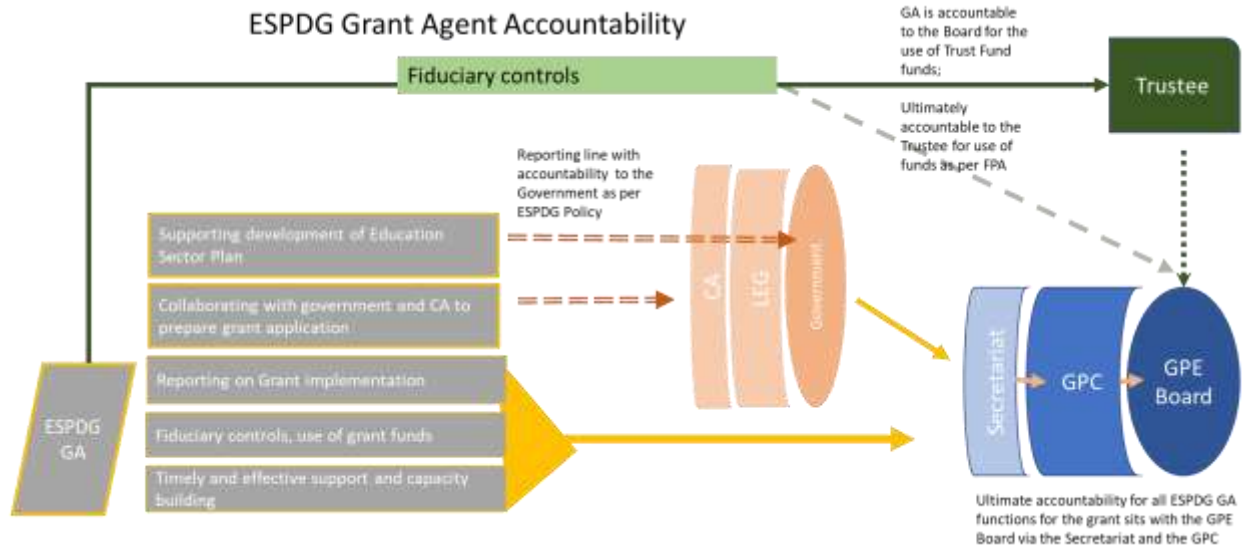 ESPDG Grant Agent Accountability
GA is accountable
to the Board for the
use of Trust Fund
funds;
Fiduciary controls
Trustee
Ultimately
accountable to the
Trustee for use of
funds as per FPA
Reporting line with
accountability to the
Government as per
ESPDG Policy
Supporting development of Education
Sector Plan
Collaborating with government and CA to
prepare grant application
Reporting on Grant implementation
Fiduciary controls, use of grant funds
Timely and effective support and capacity
building
ESPDG
GA
CA
LEG
Government
Secretariat
GPC
GPE
Board
Ultimate accountability for all ESPDG GA
functions for the grant sits with the GPE
Board via the Secretariat and the GPC